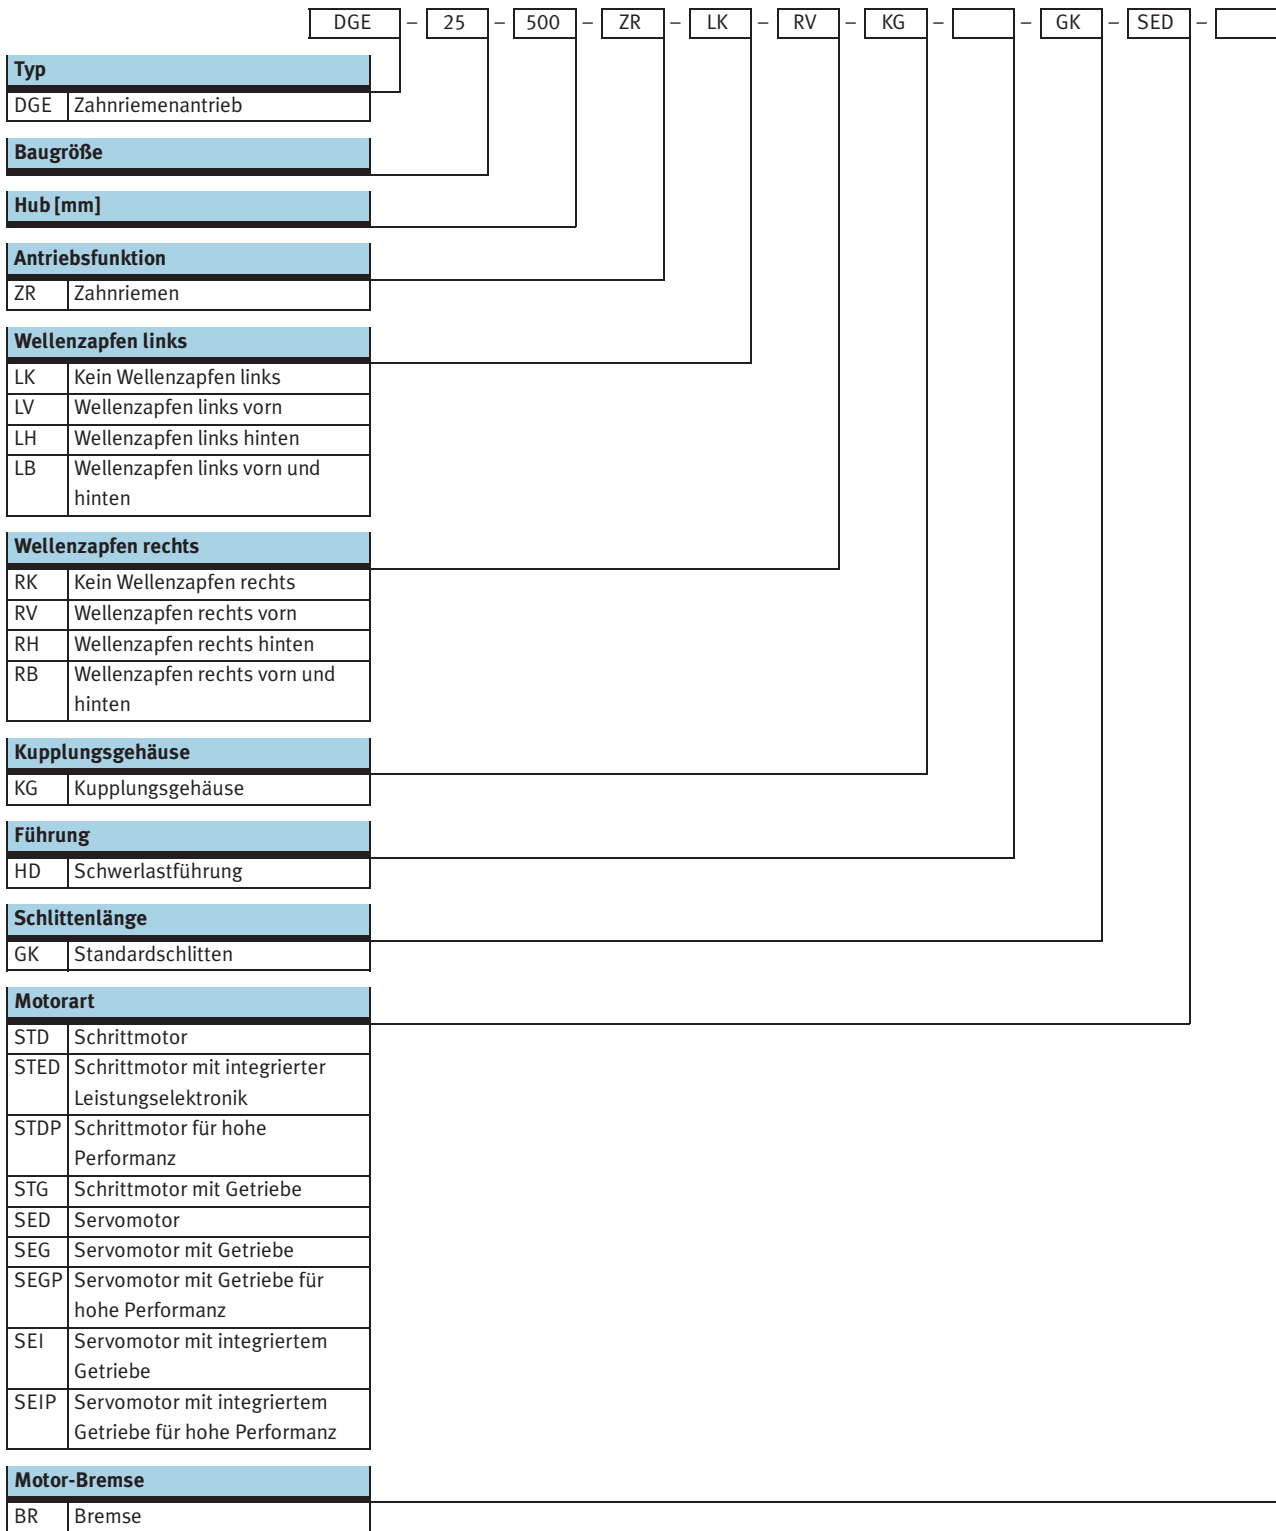 DGE – 25 – 500 – ZR – LK – RV – KG – – GK – SED –
Typ
DGE Zahnriemenantrieb
Baugröße
Hub [mm]
Antriebsfunktion
ZR Zahnriemen
Wellenzapfen links
LK Kein Wellenzapfen links
LV Wellenzapfen links vorn
LH Wellenzapfen links hinten
LB Wellenzapfen links vorn und
hinten
Wellenzapfen rechts
RK Kein Wellenzapfen rechts
RV Wellenzapfen rechts vorn
RH Wellenzapfen rechts hinten
RB Wellenzapfen rechts vorn und
hinten
Kupplungsgehäuse
KG Kupplungsgehäuse
Führung
HD Schwerlastführung
Schlittenlänge
GK Standardschlitten
Motorart
STD Schrittmotor
STED Schrittmotor mit integrierter
Leistungselektronik
STDP Schrittmotor für hohe
Performanz
STG Schrittmotor mit Getriebe
SED Servomotor
SEG Servomotor mit Getriebe
SEGP Servomotor mit Getriebe für
hohe Performanz
SEI Servomotor mit integriertem
Getriebe
SEIP Servomotor mit integriertem
Getriebe für hohe Performanz
Motor-Bremse
BR Bremse